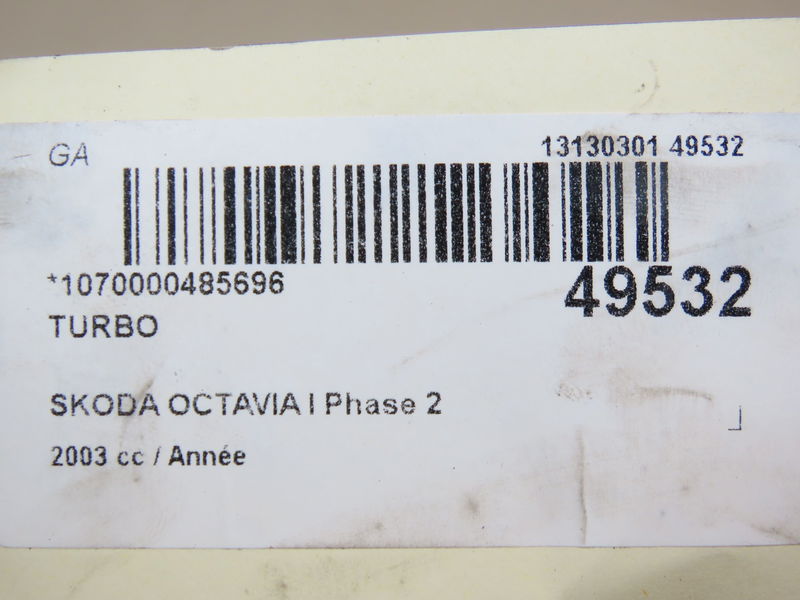 GA
13130301 49532
*1070000485696
49532
TURBO
SKODA OCTAVIA I Phase 2
2003 cc / Année